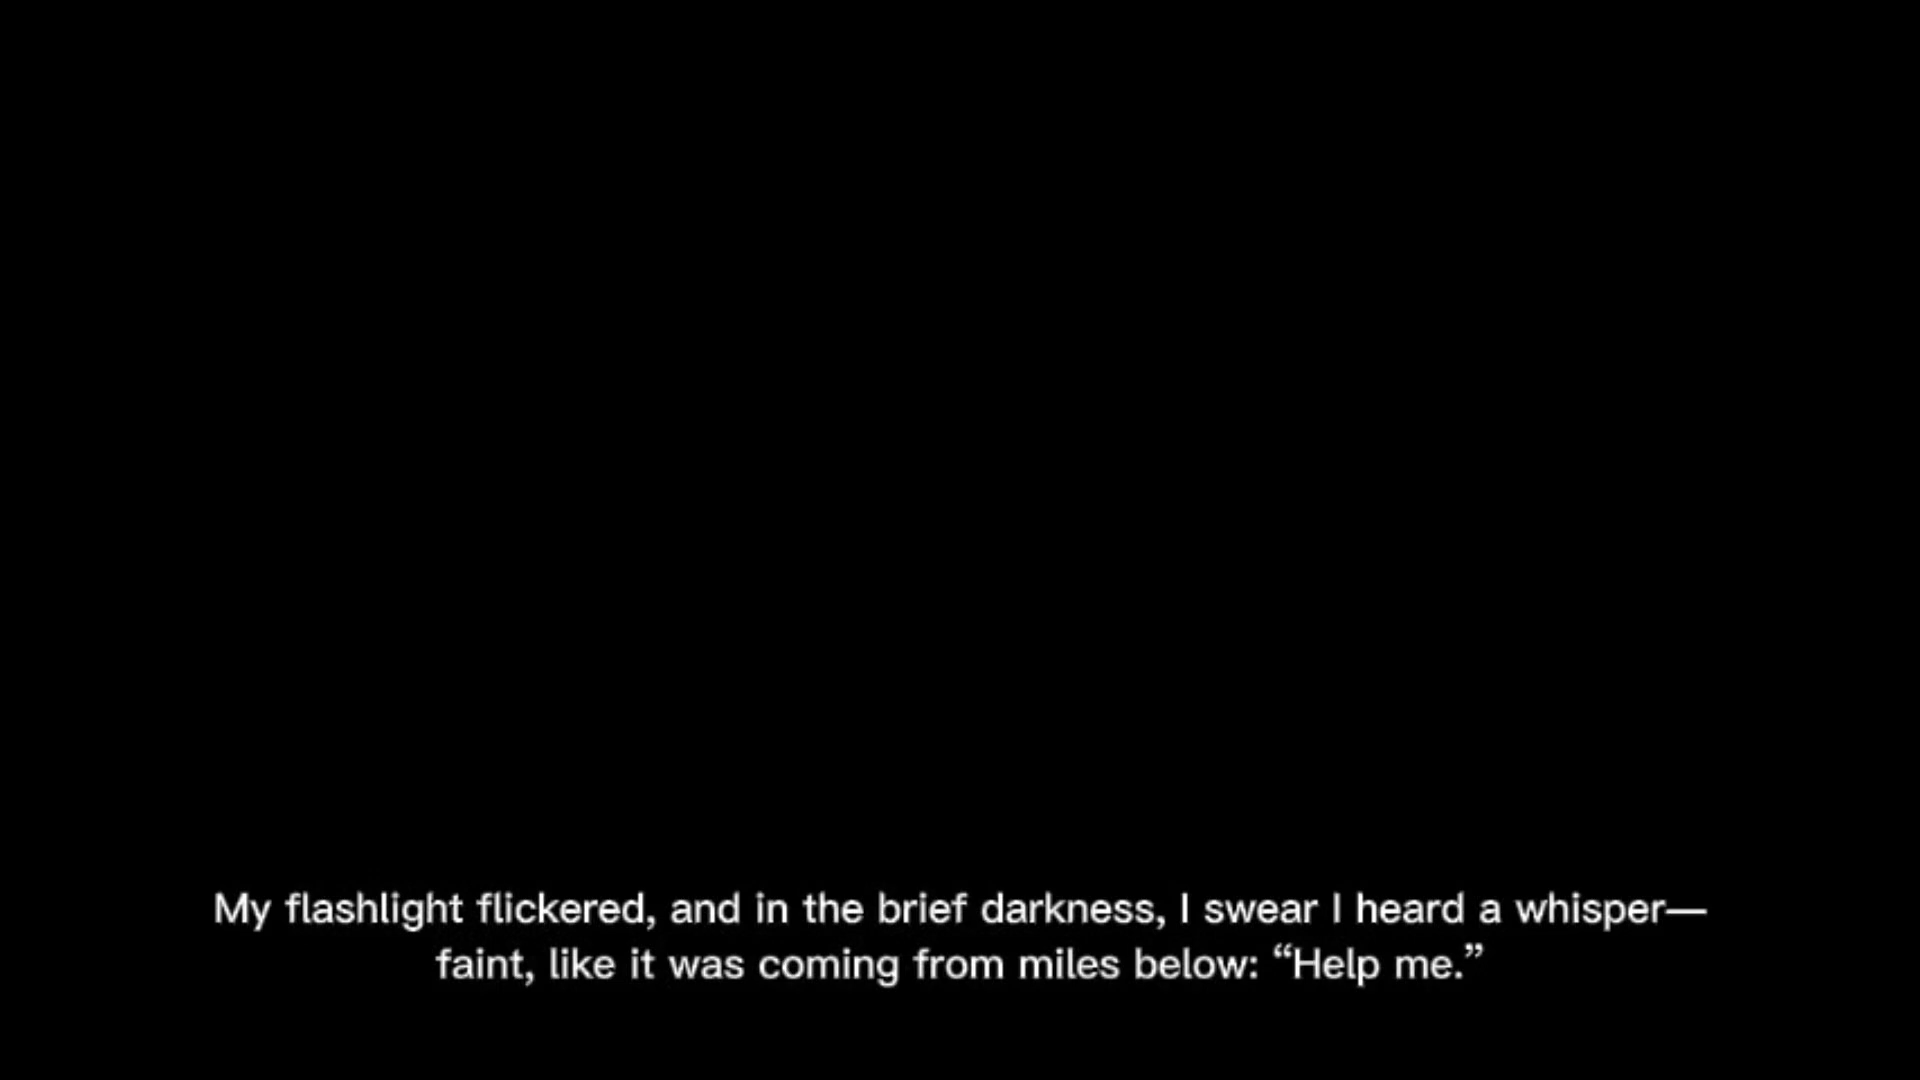 My flashlight flickered, and in the brief darkness, I swear I heard a whisper—
faint, like it was coming from miles below: “Help me.”